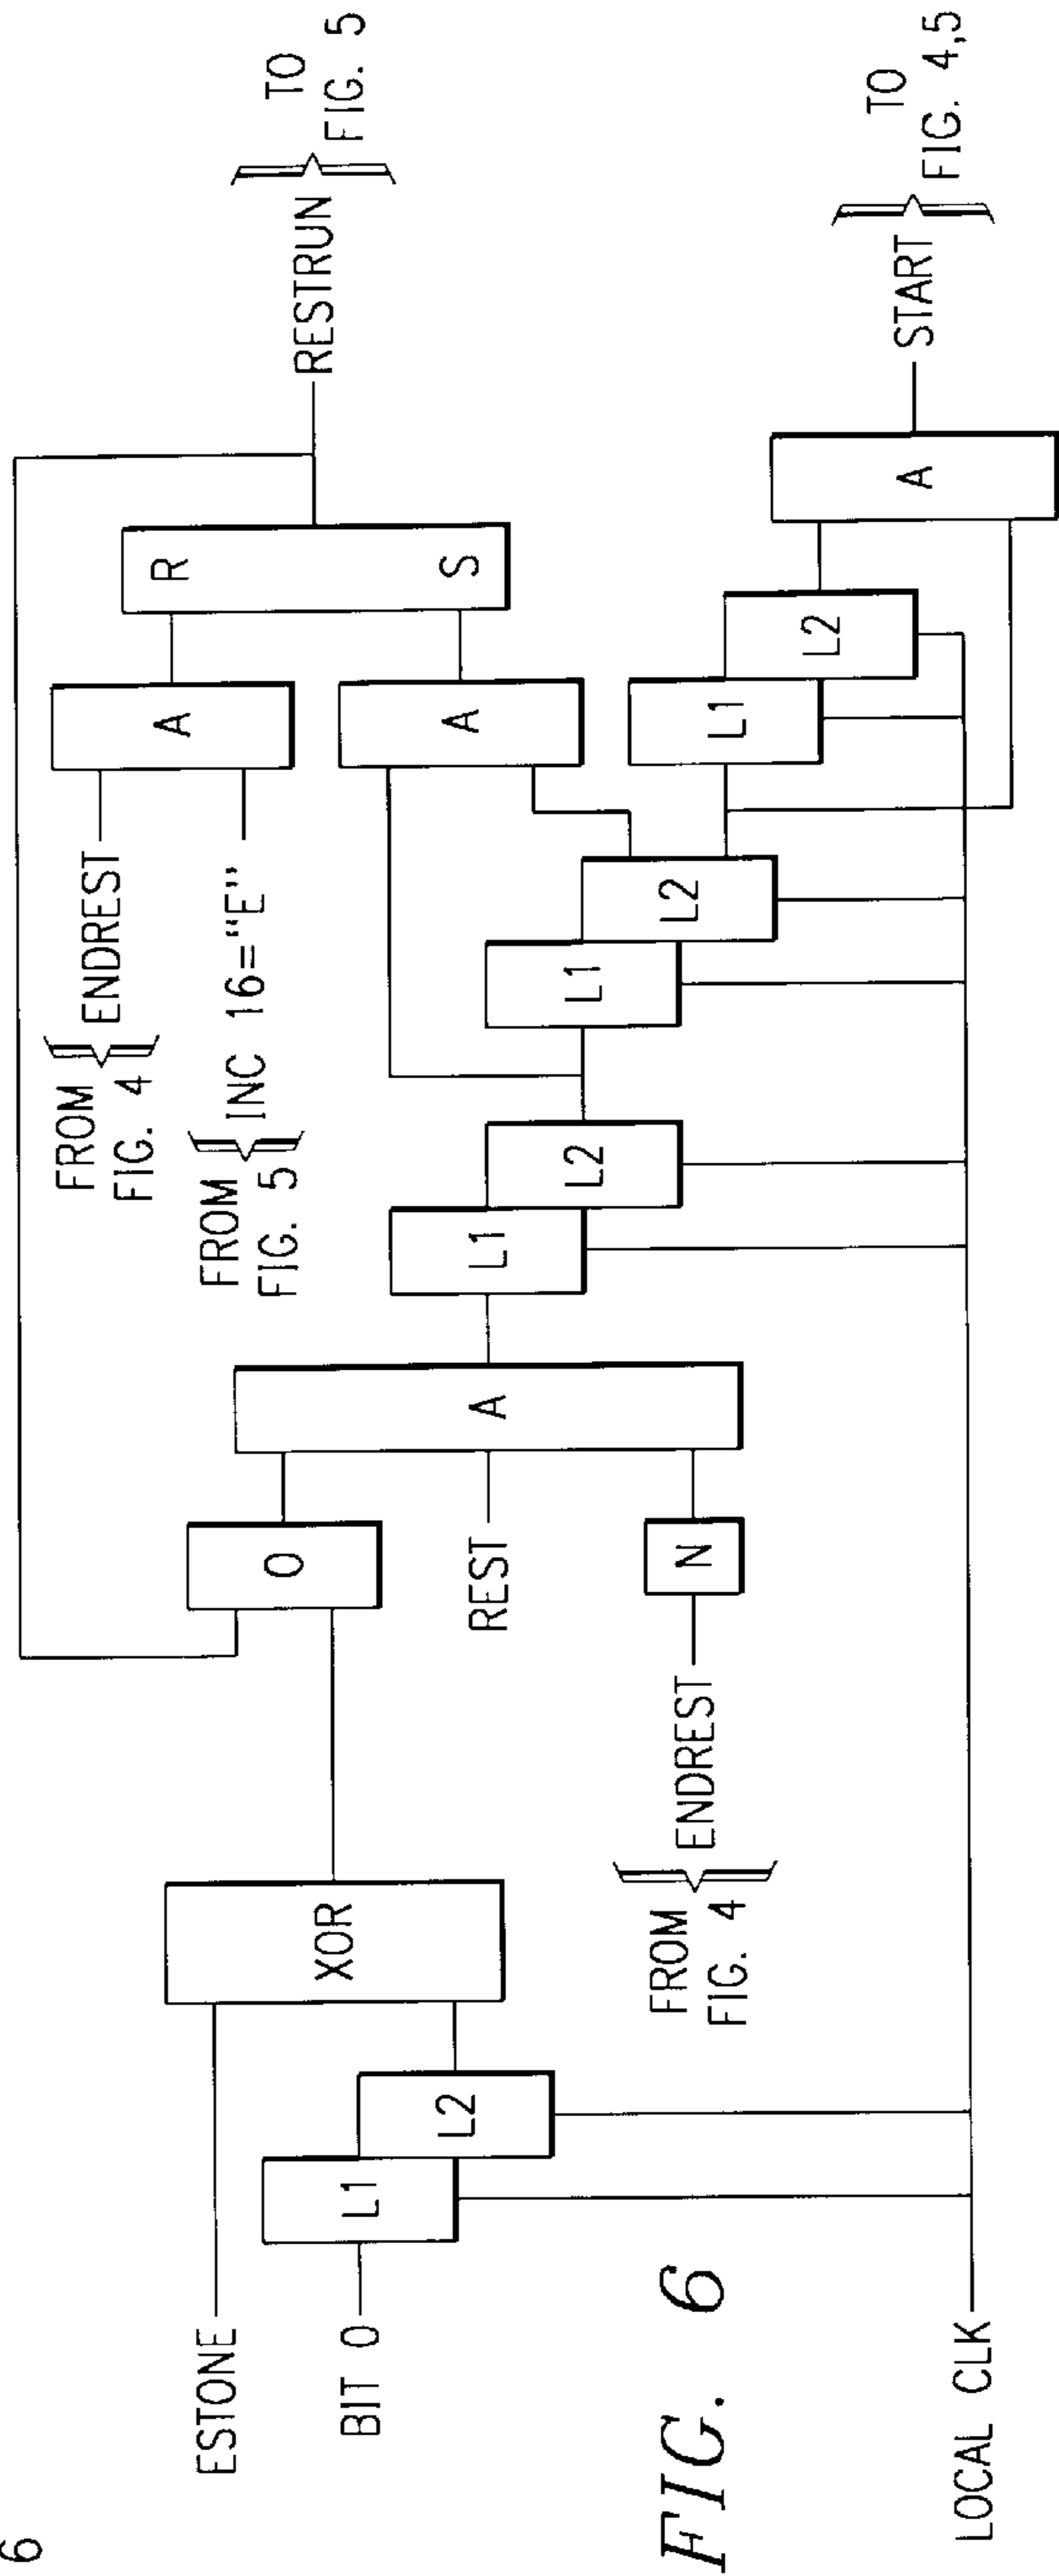 6
ESTONE
BIT 0
L1
L2
XOR
O
REST
FROM
FIG. 4
ENDREST
N
A
L1
L2
L1
L2
L1
L2
FROM
FIG. 4
ENDREST
FROM
FIG. 5
INC 16="E"
A
A
R
S
RESTRUN
TO
FIG. 5
A
START
TO
FIG. 4,5
LOCAL CLK
FIG. 6